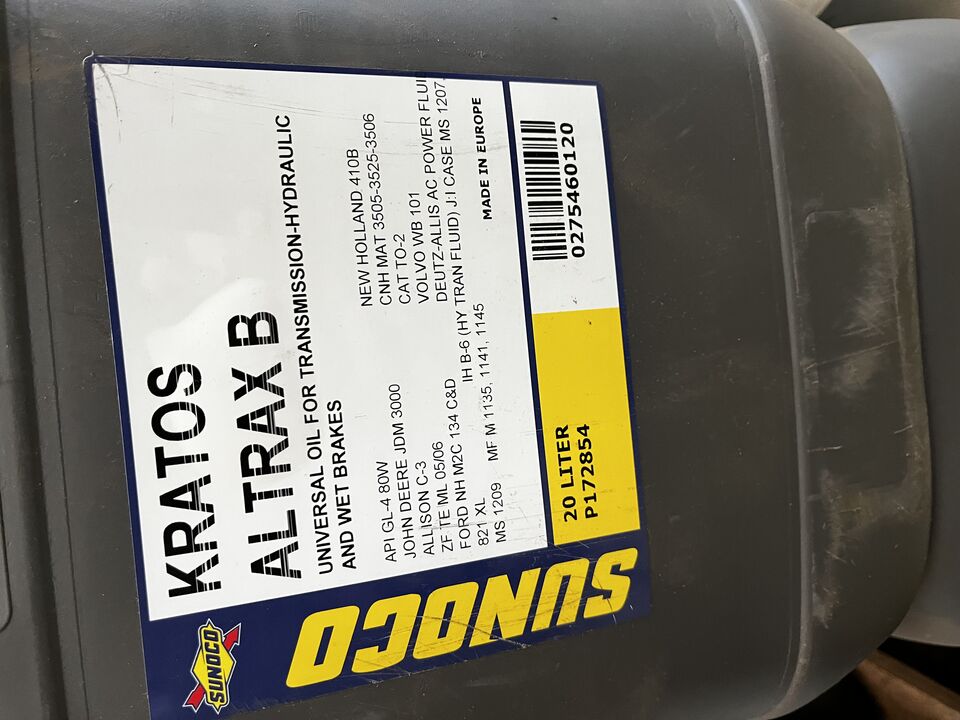 SUNOCO
SUNOCO
KRATOS
ALTRAX B
UNIVERSAL OIL FOR TRANSMISSION-HYDRAULIC
AND WET BRAKES
API GL-4 80W
JOHN DEERE JDM 3000
ALLISON C-3
ZF TE ML 05/06
FORD NH M2C 134 C&D
821 XL
MS 1209
NEW HOLLAND 410B
CNH MAT 3505-3525-3506
CAT TO-2
VOLVO WB 101
DEUTZ-ALLIS AC POWER FLUI
IH B-6 (HY TRAN FLUID) J:I CASE MS 1207,
MF M 1135, 1141, 1145
MADE IN EUROPE
20 LITER
P172854
0275460120